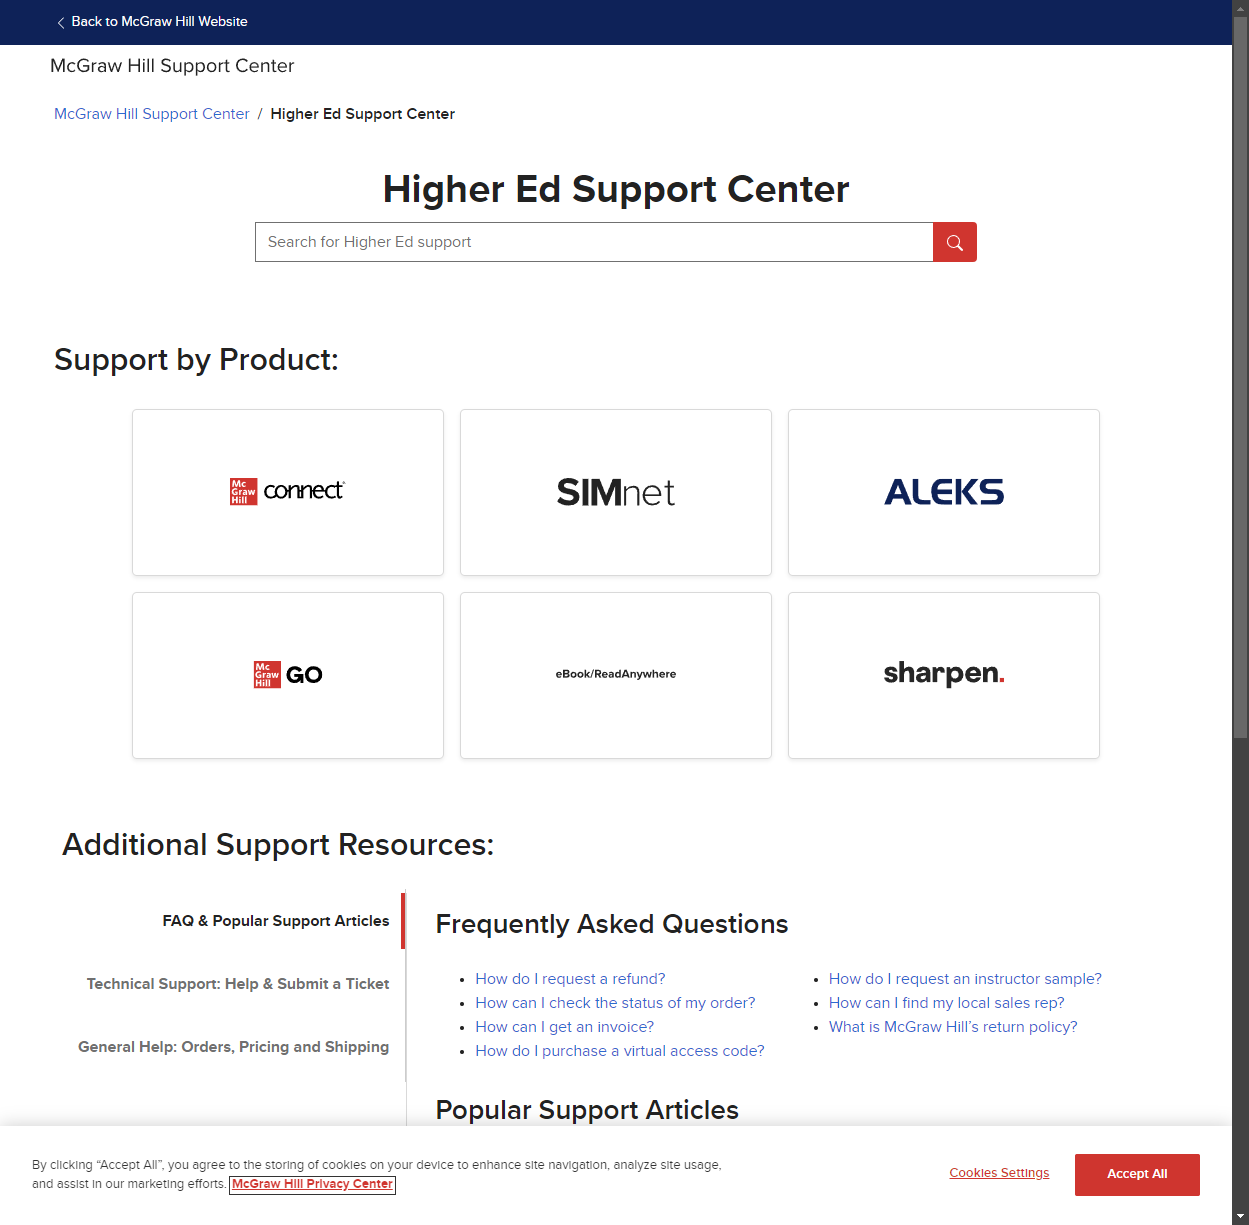 Back to McGraw Hill Website
McGraw Hill Support Center
McGraw Hill Support Center / Higher Ed Support Center
Higher Ed Support Center
Search for Higher Ed support
Support by Product:
Mc Graw Hill connect
SIMnet
ALEKS
Mc Graw Hill GO
eBook/ReadAnywhere
sharpen.
Additional Support Resources:
FAQ & Popular Support Articles
Technical Support: Help & Submit a Ticket
General Help: Orders, Pricing and Shipping
Frequently Asked Questions
• How do I request a refund?
• How can I check the status of my order?
• How can I get an invoice?
• How do I purchase a virtual access code?
• How do I request an instructor sample?
• How can I find my local sales rep?
• What is McGraw Hill’s return policy?
Popular Support Articles
By clicking “Accept All”, you agree to the storing of cookies on your device to enhance site navigation, analyze site usage,
and assist in our marketing efforts. McGraw Hill Privacy Center
Cookies Settings
Accept All